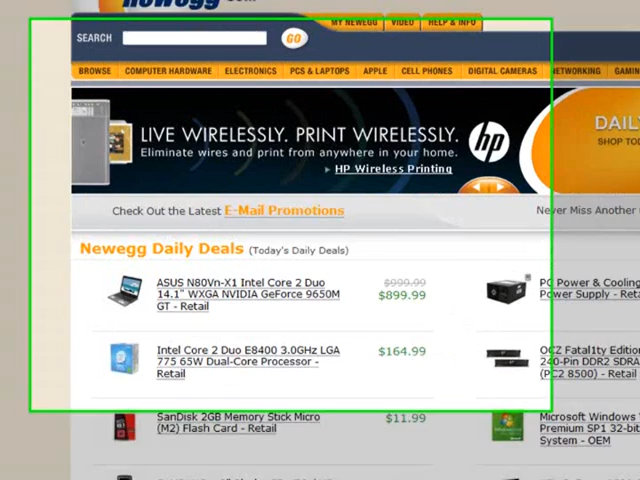 newegg
MY NEWEGG VIDEO HELP & INFO
SEARCH GO
BROWSE COMPUTER HARDWARE ELECTRONICS PCS & LAPTOPS APPLE CELL PHONES DIGITAL CAMERAS NETWORKING
LIVE WIRELESSLY. PRINT WIRELESSLY.
Eliminate wires and print from anywhere in your home.
HP Wireless Printing
hp
DAIL
SHOP TO
Check Out the Latest E-Mail Promotions
Never Miss Another
Newegg Daily Deals (Today's Daily Deals)
ASUS N80Vn-X1 Intel Core 2 Duo
14.1" WXGA NVIDIA GeForce 9650M
GT - Retail
$999.99
$899.99
PC Power & Cooling
Power Supply - Reta
Intel Core 2 Duo E8400 3.0GHz LGA
775 65W Dual-Core Processor -
Retail
$164.99
OCZ Fatal1ty Edition
240-Pin DDR2 SDRA
(PC2 8500) - Retail
SanDisk 2GB Memory Stick Micro
(M2) Flash Card - Retail
$11.99
Microsoft Windows
Premium SP1 32-bit
System - OEM